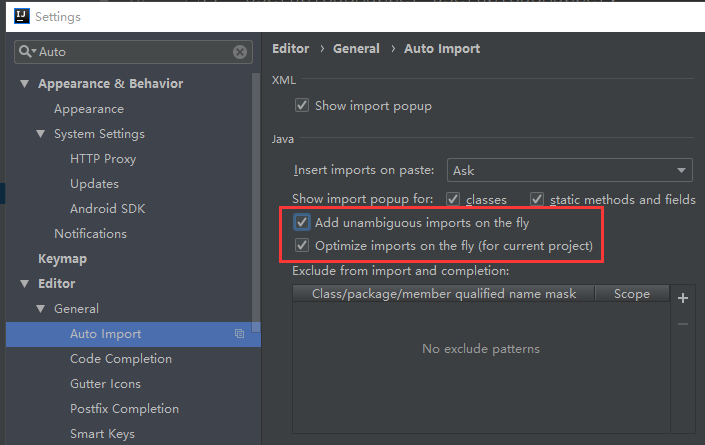 IJ Settings
Auto
Appearance & Behavior
Appearance
System Settings
HTTP Proxy
Updates
Android SDK
Notifications
Keymap
Editor
General
Auto Import
Code Completion
Gutter Icons
Postfix Completion
Smart Keys
Editor › General › Auto Import
XML
Show import popup
Java
Insert imports on paste: Ask
Show import popup for: classes static methods and fields
Add unambiguous imports on the fly
Optimize imports on the fly (for current project)
Exclude from import and completion:
Class/package/member qualified name mask Scope
No exclude patterns